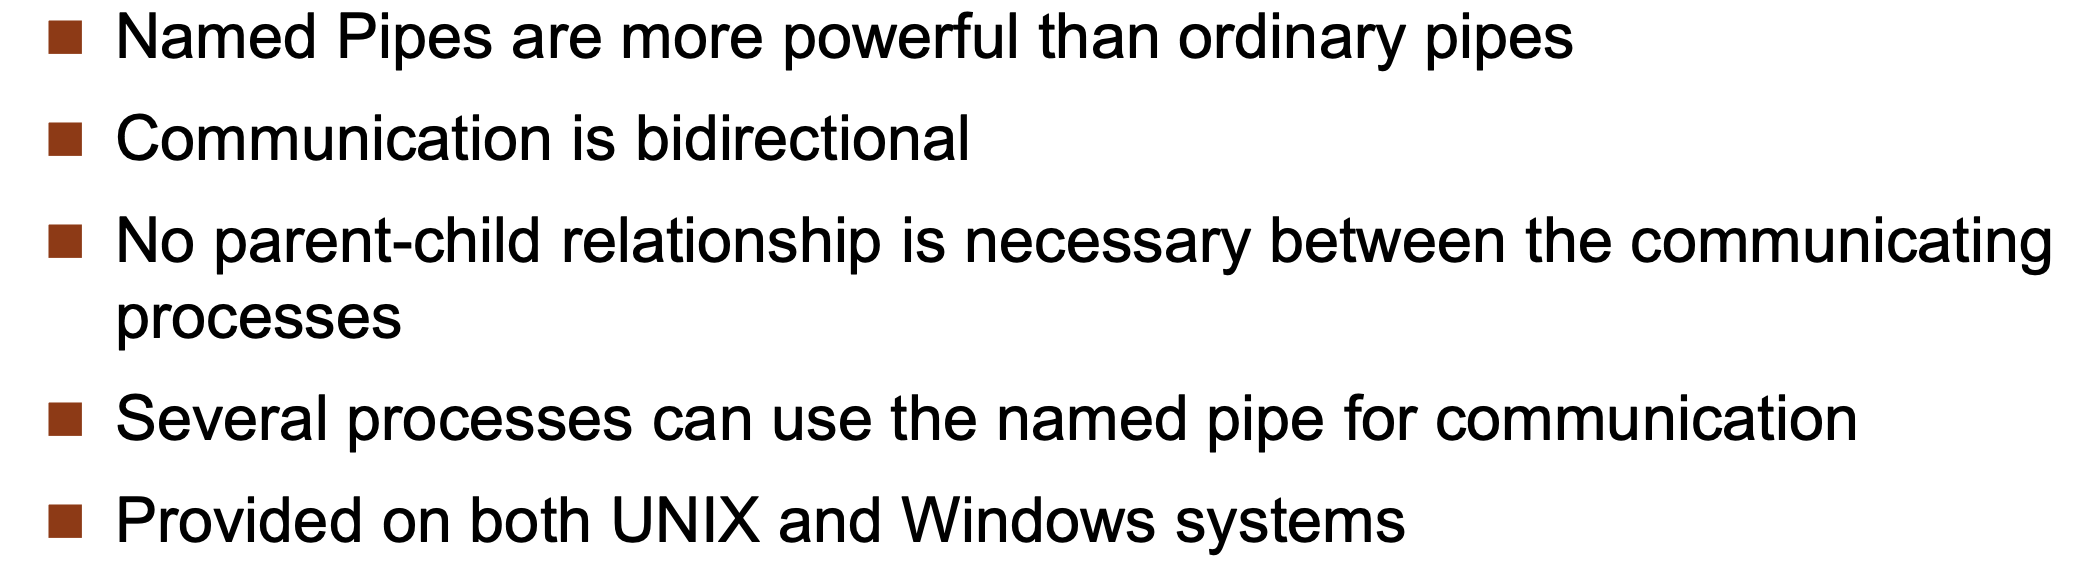 Named Pipes are more powerful than ordinary pipes
Communication is bidirectional
No parent-child relationship is necessary between the communicating
processes
Several processes can use the named pipe for communication
Provided on both UNIX and Windows systems